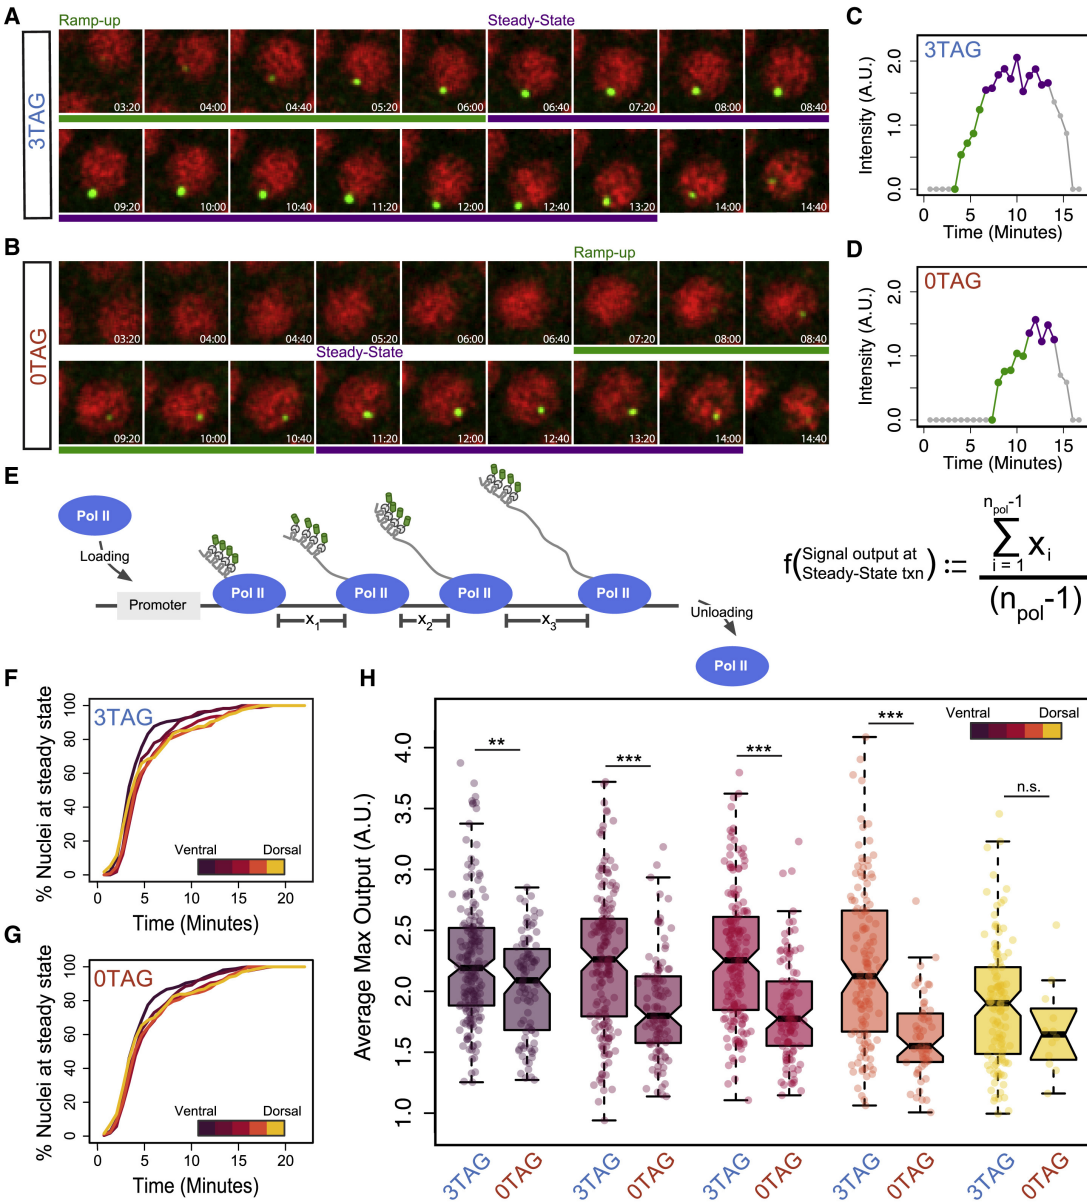 A
Ramp-up
Steady-State
3TAG
03:20 04:00 04:40 05:20 06:00 06:40 07:20 08:00 08:40
09:20 10:00 10:40 11:20 12:00 12:40 13:20 14:00 14:40
B
Ramp-up
0TAG
03:20 04:00 04:40 05:20 06:00 06:40 07:20 08:00 08:40
Steady-State
09:20 10:00 10:40 11:20 12:00 12:40 13:20 14:00 14:40
C
3TAG
Intensity (A.U.)
2.0
1.0
0.0
0 5 10 15
Time (Minutes)
D
0TAG
Intensity (A.U.)
2.0
1.0
0.0
0 5 10 15
Time (Minutes)
E
Pol II
Loading
Promoter
Pol II Pol II Pol II Pol II
x1 x2 x3
Unloading
Pol II
f(Signal output at Steady-State txn) := 
npol-1
∑ xi
i = 1
(npol-1)
F
3TAG
% Nuclei at steady state
100
80
60
40
20
0
Ventral Dorsal
0 5 10 15 20
Time (Minutes)
G
0TAG
% Nuclei at steady state
100
80
60
40
20
0
Ventral Dorsal
0 5 10 15 20
Time (Minutes)
H
Ventral Dorsal
Average Max Output (A.U.)
4.0
3.5
3.0
2.5
2.0
1.5
1.0
** *** *** *** n.s.
3TAG 0TAG 3TAG 0TAG 3TAG 0TAG 3TAG 0TAG 3TAG 0TAG